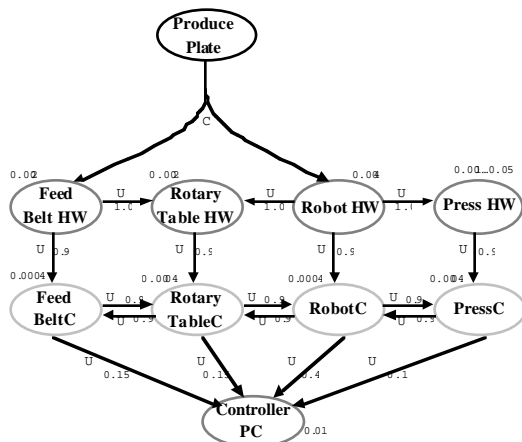 Produce
Plate
C
0.002 0.002 0.004 0.001...0.05
Feed Rotary Robot HW Press HW
Belt HW Table HW
U U U
1.0 1.0 1.0
U 0.9 U 0.9 U 0.9 U 0.9
0.0004 0.0004 0.0004 0.0004
Feed Rotary RobotC PressC
BeltC TableC
U 0.9 U 0.9 U 0.9
U 0.9 U 0.9 U 0.9
U U U U
0.15 0.15 0.4 0.1
Controller
PC
0.01